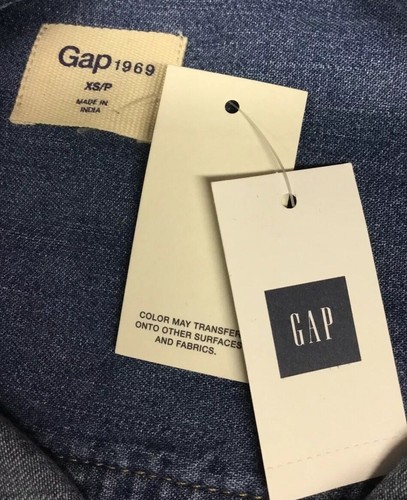 Gap 1969
XS/P
MADE IN
INDIA
COLOR MAY TRANSFER
ONTO OTHER SURFACES
AND FABRICS.
GAP